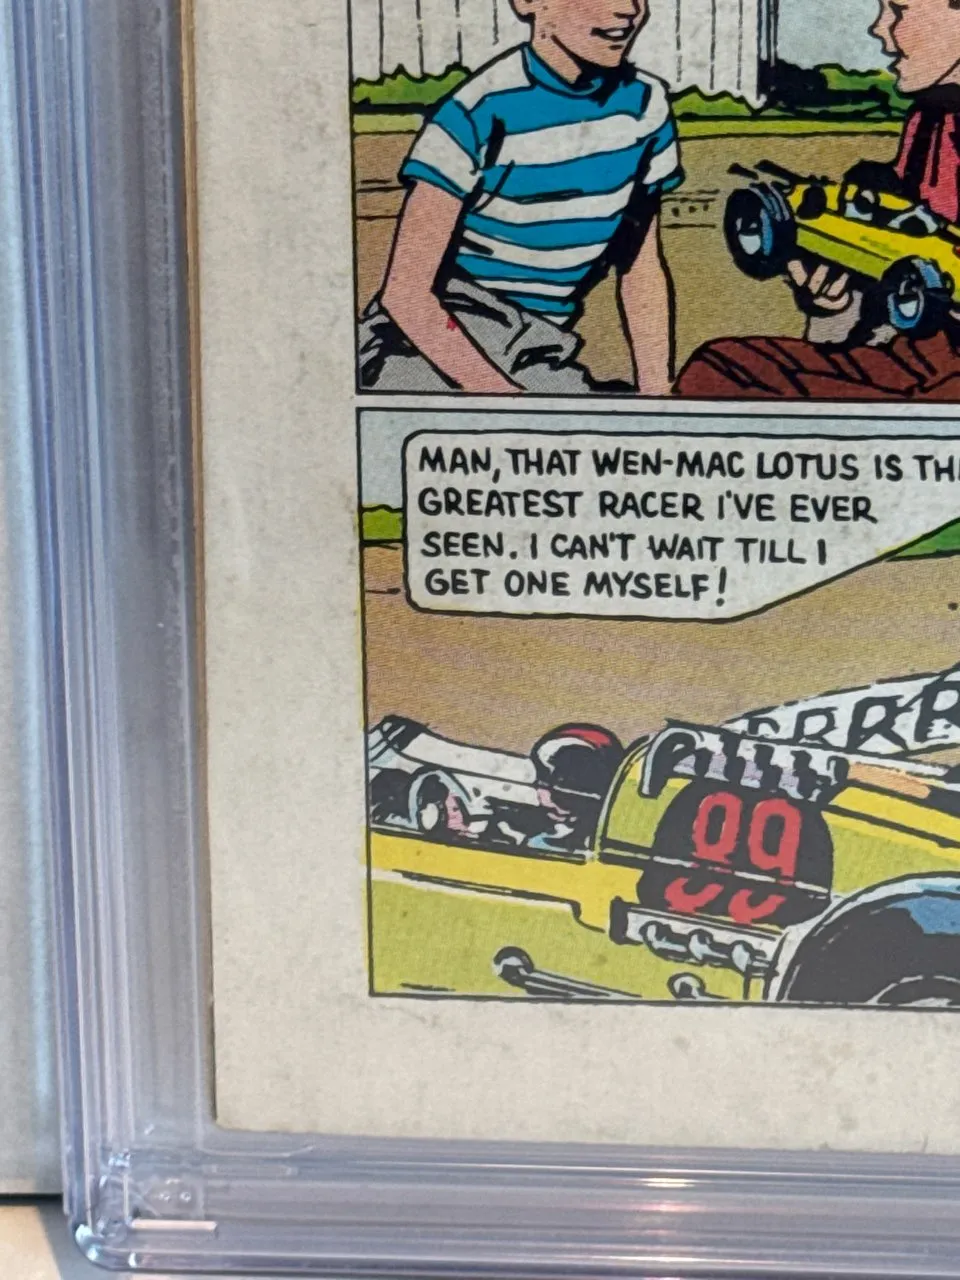 MAN, THAT WEN-MAC LOTUS IS TH
GREATEST RACER I'VE EVER
SEEN. I CAN'T WAIT TILL I
GET ONE MYSELF!
99